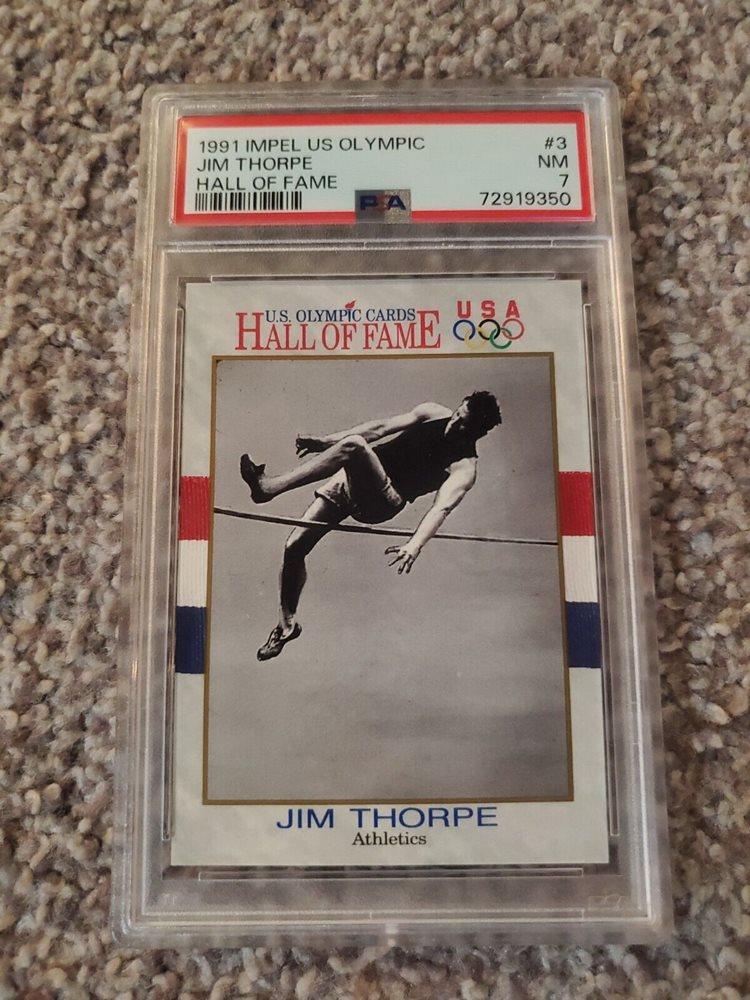 1991 IMPEL US OLYMPIC #3
JIM THORPE NM
HALL OF FAME 7
PSA 72919350
U.S. OLYMPIC CARDS
HALL OF FAME
USA
JIM THORPE
Athletics